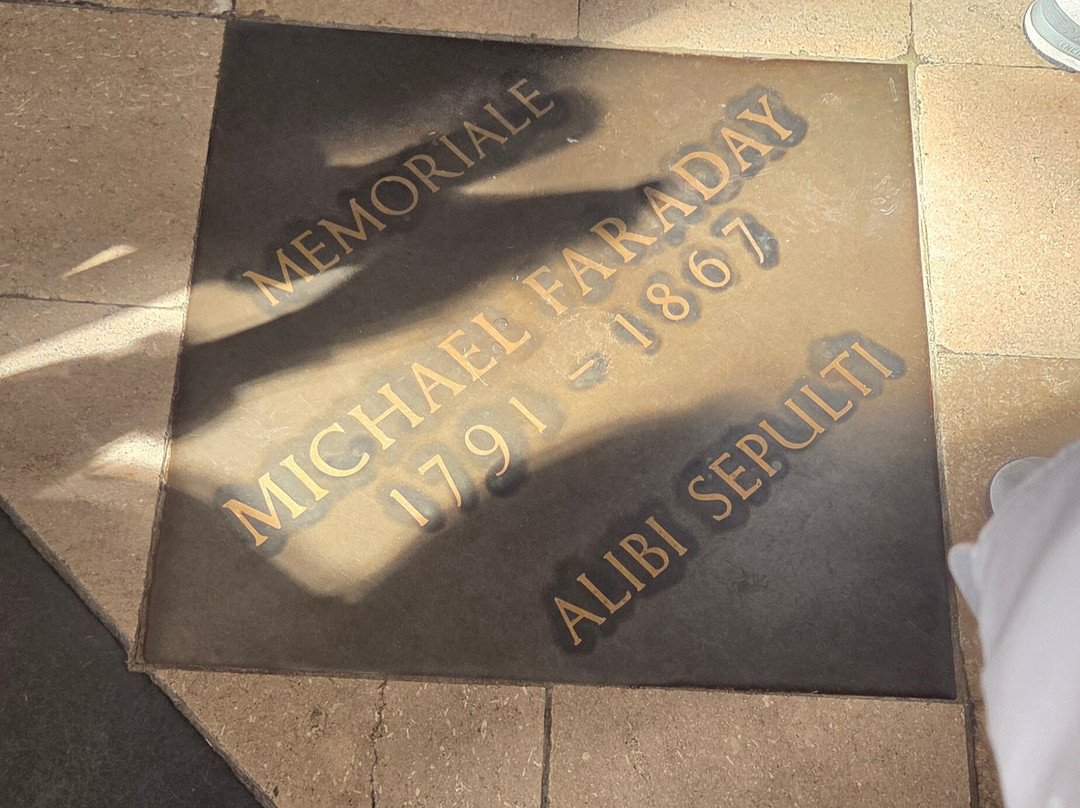 MEMORIALE
MICHAEL FARADAY
1791 – 1867
ALIBI SEPULTI